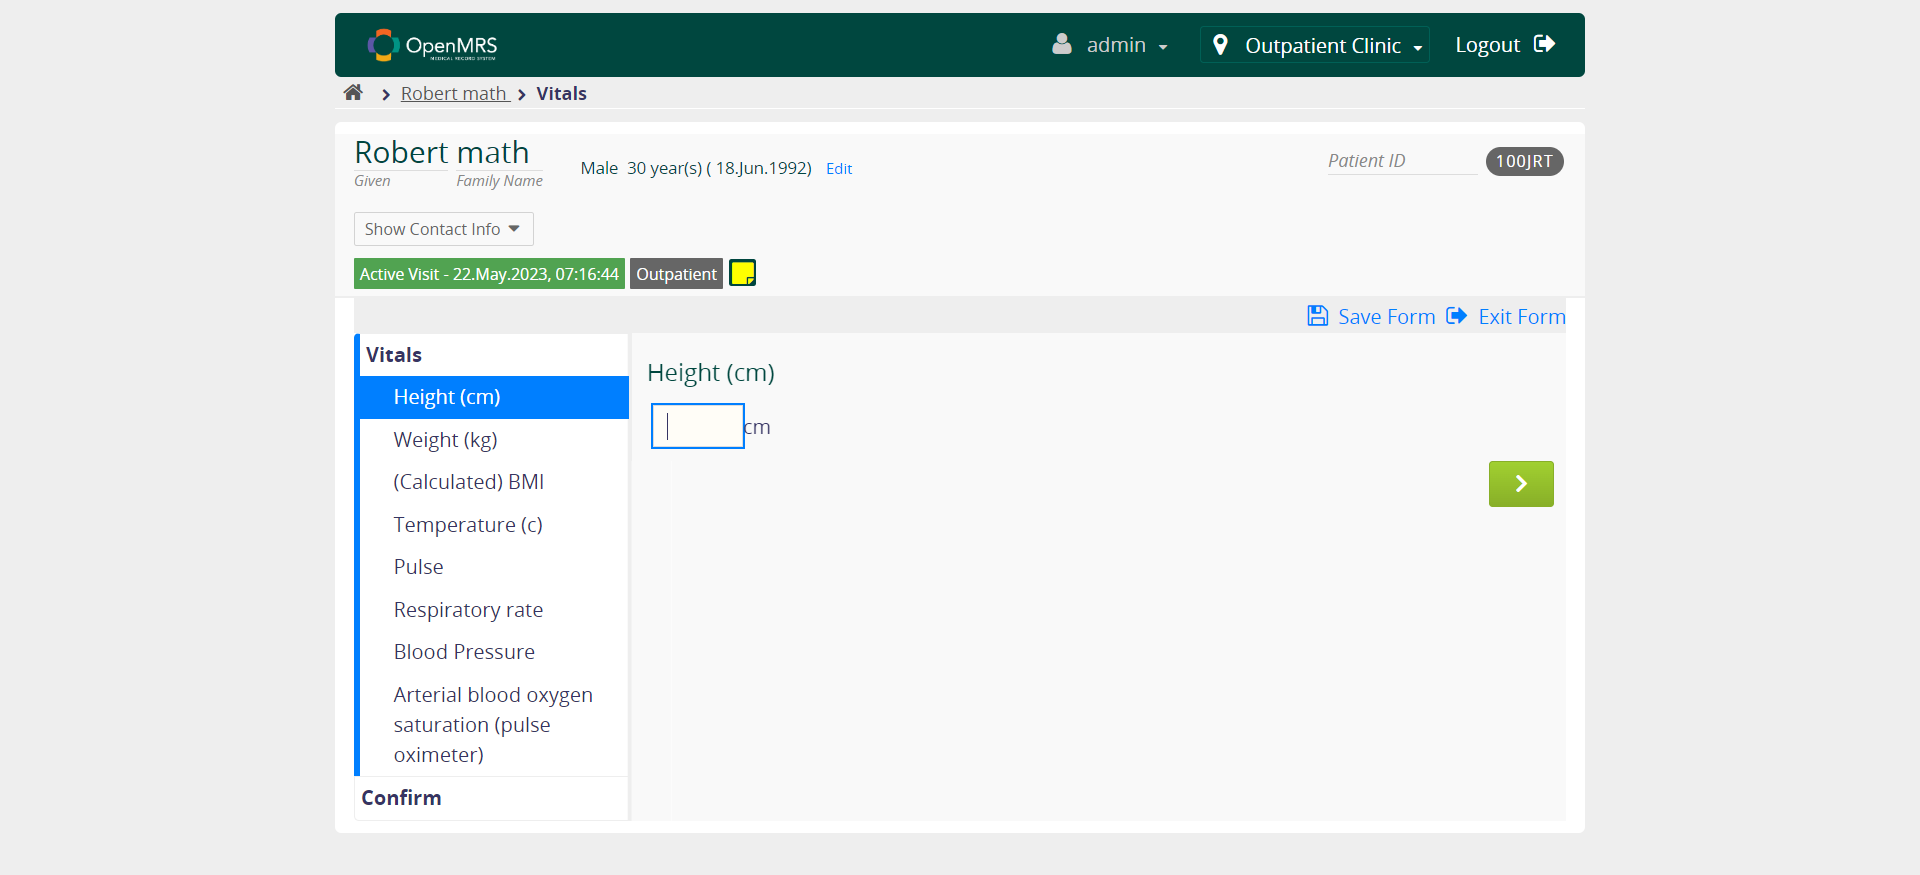 OpenMRS
MEDICAL RECORD SYSTEM
admin
Outpatient Clinic
Logout
Robert math
Vitals
Robert math
Given
Family Name
Male 30 year(s) ( 18.Jun.1992) Edit
Patient ID
100JRT
Show Contact Info
Active Visit - 22.May.2023, 07:16:44
Outpatient
Save Form
Exit Form
Vitals
Height (cm)
Weight (kg)
(Calculated) BMI
Temperature (c)
Pulse
Respiratory rate
Blood Pressure
Arterial blood oxygen
saturation (pulse
oximeter)
Confirm
Height (cm)
cm